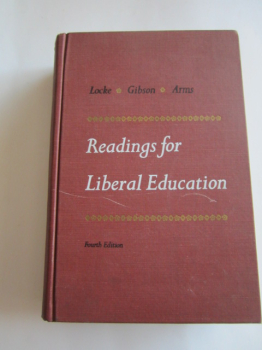 Locke Gibson Arms
Readings for
Liberal Education
Fourth Edition